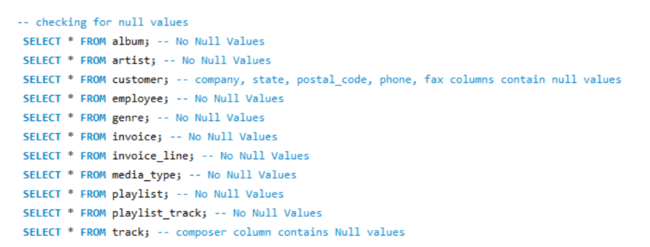 -- checking for null values
SELECT * FROM album; -- No Null Values
SELECT * FROM artist; -- No Null Values
SELECT * FROM customer; -- company, state, postal_code, phone, fax columns contain null values
SELECT * FROM employee; -- No Null Values
SELECT * FROM genre; -- No Null Values
SELECT * FROM invoice; -- No Null Values
SELECT * FROM invoice_line; -- No Null Values
SELECT * FROM media_type; -- No Null Values
SELECT * FROM playlist; -- No Null Values
SELECT * FROM playlist_track; -- No Null Values
SELECT * FROM track; -- composer column contains Null values